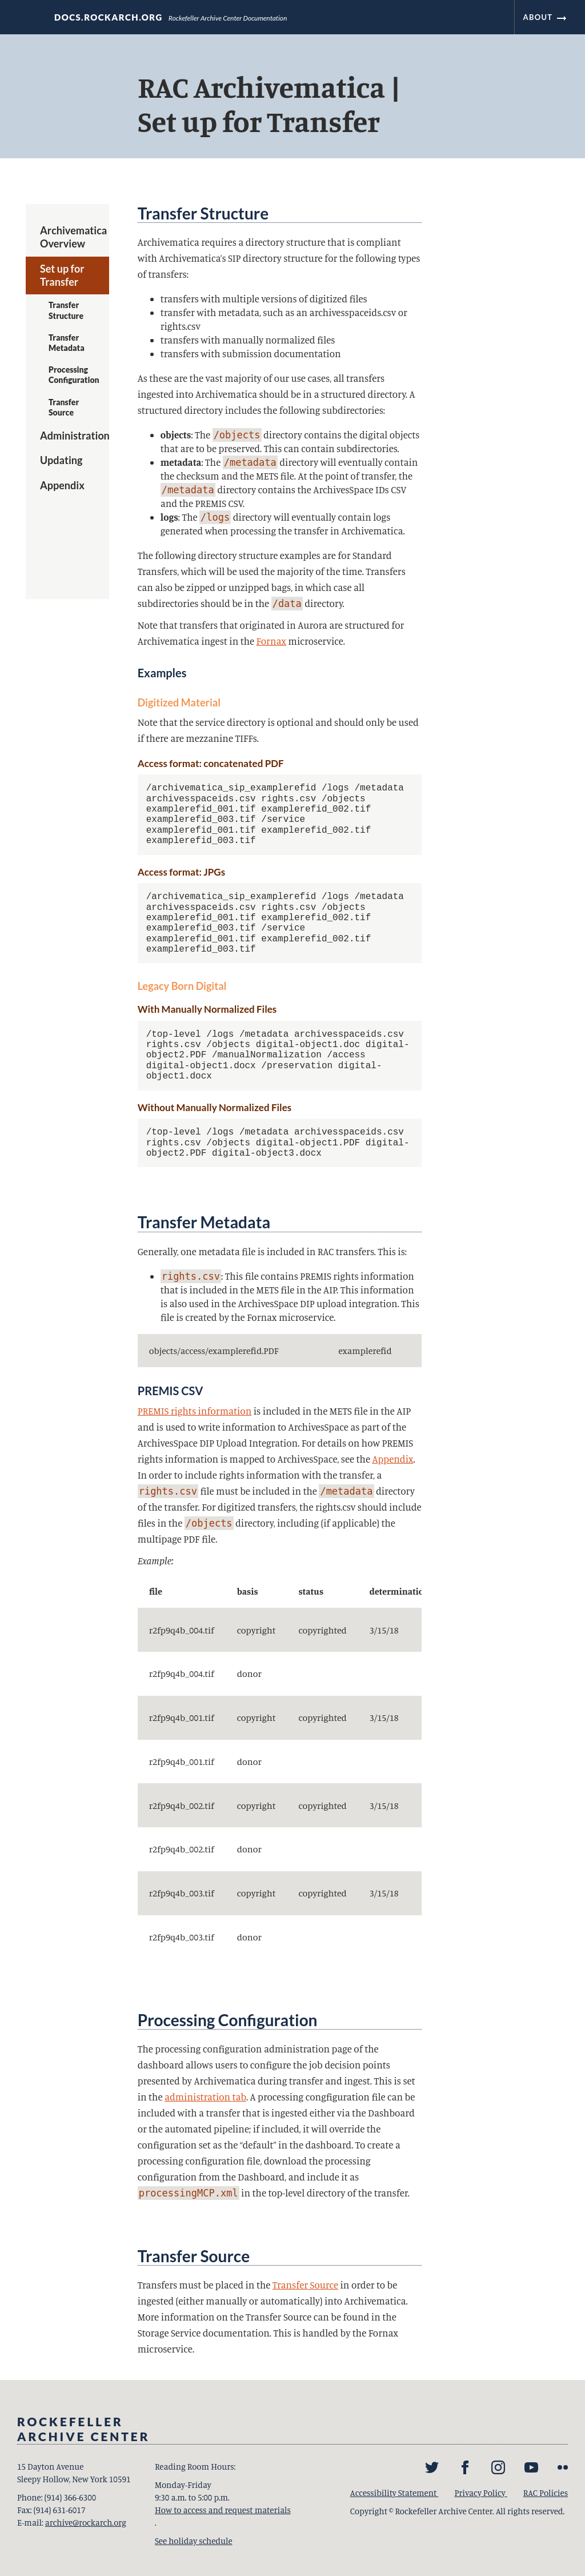 DOCS.ROCKARCH.ORG Rockefeller Archive Center Documentation
ABOUT →
RAC Archivematica |
Set up for Transfer
Archivematica
Overview
Set up for
Transfer
Transfer
Structure
Transfer
Metadata
Processing
Configuration
Transfer
Source
Administration
Updating
Appendix
Transfer Structure
Archivematica requires a directory structure that is compliant
with Archivematica's SIP directory structure for the following types
of transfers:
• transfers with multiple versions of digitized files
• transfer with metadata, such as an archivesspaceids.csv or
rights.csv
• transfers with manually normalized files
• transfers with submission documentation
As these are the vast majority of our use cases, all transfers
ingested into Archivematica should be in a structured directory. A
structured directory includes the following subdirectories:
• objects: The /objects directory contains the digital objects
that are to be preserved. This can contain subdirectories.
• metadata: The /metadata directory will eventually contain
the checksum and the METS file. At the point of transfer, the
/metadata directory contains the ArchivesSpace IDs CSV
and the PREMIS CSV.
• logs: The /logs directory will eventually contain logs
generated when processing the transfer in Archivematica.
The following directory structure examples are for Standard
Transfers, which will be used the majority of the time. Transfers
can also be zipped or unzipped bags, in which case all
subdirectories should be in the /data directory.
Note that transfers that originated in Aurora are structured for
Archivematica ingest in the Fornax microservice.
Examples
Digitized Material
Note that the service directory is optional and should only be used
if there are mezzanine TIFFs.
Access format: concatenated PDF
/archivematica_sip_examplerefid /logs /metadata
archivesspaceids.csv rights.csv /objects
examplerefid_001.tif examplerefid_002.tif
examplerefid_003.tif /service
examplerefid_001.tif examplerefid_002.tif
examplerefid_003.tif
Access format: JPGs
/archivematica_sip_examplerefid /logs /metadata
archivesspaceids.csv rights.csv /objects
examplerefid_001.tif examplerefid_002.tif
examplerefid_003.tif /service
examplerefid_001.tif examplerefid_002.tif
examplerefid_003.tif
Legacy Born Digital
With Manually Normalized Files
/top-level /logs /metadata archivesspaceids.csv
rights.csv /objects digital-object1.doc digital-
object2.PDF /manualNormalization /access
digital-object1.docx /preservation digital-
object1.docx
Without Manually Normalized Files
/top-level /logs /metadata archivesspaceids.csv
rights.csv /objects digital-object1.PDF digital-
object2.PDF digital-object3.docx
Transfer Metadata
Generally, one metadata file is included in RAC transfers. This is:
• rights.csv: This file contains PREMIS rights information
that is included in the METS file in the AIP. This information
is also used in the ArchivesSpace DIP upload integration. This
file is created by the Fornax microservice.
objects/access/examplerefid.PDF examplerefid
PREMIS CSV
PREMIS rights information is included in the METS file in the AIP
and is used to write information to ArchivesSpace as part of the
ArchivesSpace DIP Upload Integration. For details on how PREMIS
rights information is mapped to ArchivesSpace, see the Appendix.
In order to include rights information with the transfer, a
rights.csv file must be included in the /metadata directory
of the transfer. For digitized transfers, the rights.csv should include
files in the /objects directory, including (if applicable) the
multipage PDF file.
Example:
file basis status determinatic
r2fp9q4b_004.tif copyright copyrighted 3/15/18
r2fp9q4b_004.tif donor
r2fp9q4b_001.tif copyright copyrighted 3/15/18
r2fp9q4b_001.tif donor
r2fp9q4b_002.tif copyright copyrighted 3/15/18
r2fp9q4b_002.tif donor
r2fp9q4b_003.tif copyright copyrighted 3/15/18
r2fp9q4b_003.tif donor
Processing Configuration
The processing configuration administration page of the
dashboard allows users to configure the job decision points
presented by Archivematica during transfer and ingest. This is set
in the administration tab. A processing congfiguration file can be
included with a transfer that is ingested either via the Dashboard
or the automated pipeline; if included, it will override the
configuration set as the “default” in the dashboard. To create a
processing configuration file, download the processing
configuration from the Dashboard, and include it as
processingMCP.xml in the top-level directory of the transfer.
Transfer Source
Transfers must be placed in the Transfer Source in order to be
ingested (either manually or automatically) into Archivematica.
More information on the Transfer Source can be found in the
Storage Service documentation. This is handled by the Fornax
microservice.
ROCKEFELLER
ARCHIVE CENTER
15 Dayton Avenue
Sleepy Hollow, New York 10591
Phone: (914) 366-6300
Fax: (914) 631-6017
E-mail: archive@rockarch.org
Reading Room Hours:
Monday-Friday
9:30 a.m. to 5:00 p.m.
How to access and request materials
.
See holiday schedule
Accessibility Statement Privacy Policy RAC Policies
Copyright © Rockefeller Archive Center. All rights reserved.